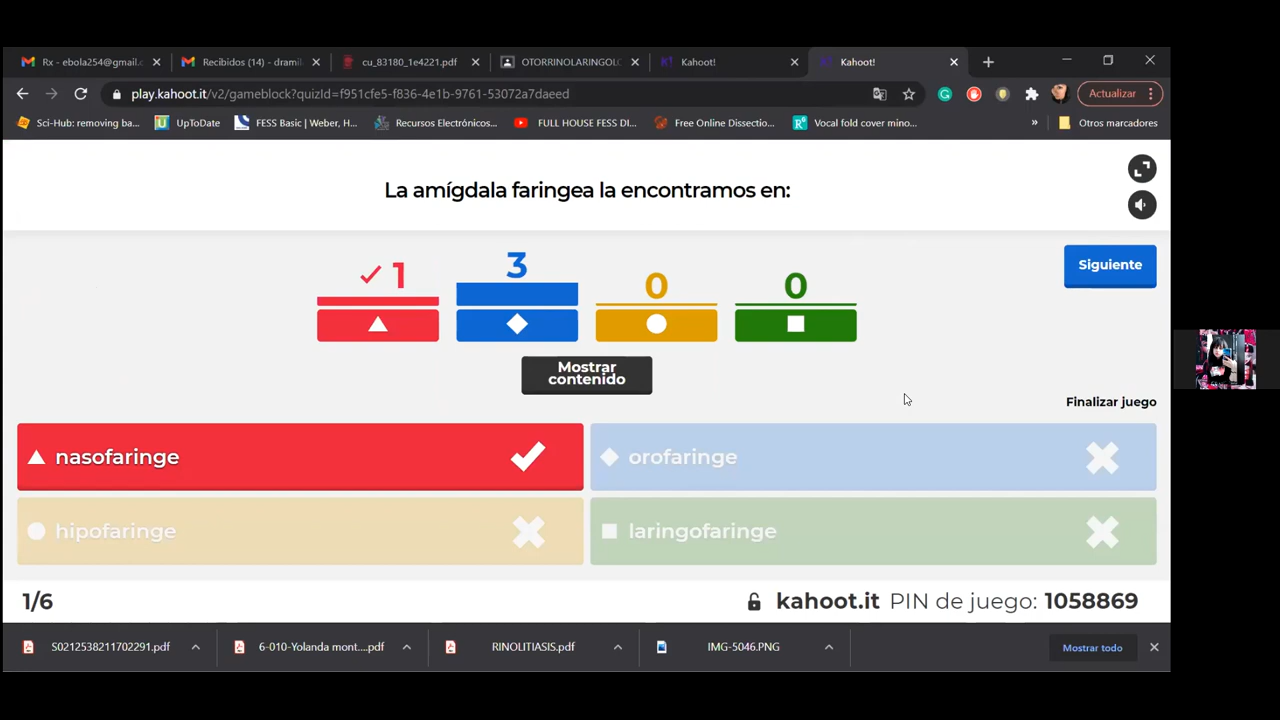 Rx - ebola254@gmail.c
Recibidos (14) - dramil
cu_83180_1e4221.pdf
OTORRINOLARINGOLO
Kahoot!
Kahoot!
play.kahoot.it/v2/gameblock?quizId=f951cfe5-f836-4e1b-9761-53072a7daeed
Actualizar
Sci-Hub: removing ba...
UpToDate
FESS Basic | Weber, H...
Recursos Electrónicos...
FULL HOUSE FESS DI...
Free Online Dissectio...
Vocal fold cover mino...
»
Otros marcadores
La amígdala faringea la encontramos en:
Siguiente
1
3
0
0
Mostrar
contenido
Finalizar juego
nasofaringe
orofaringe
hipofaringe
laringofaringe
1/6
kahoot.it PIN de juego: 1058869
S0212538211702291.pdf
6-010-Yolanda mont....pdf
RINOLITIASIS.pdf
IMG-5046.PNG
Mostrar todo